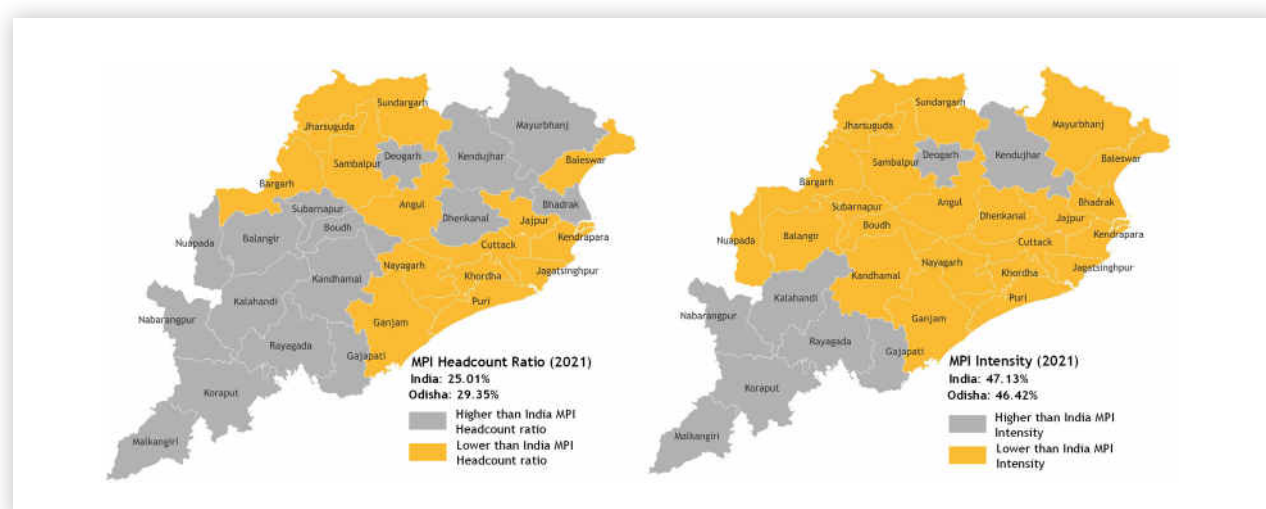 Sundargarh
Jharsuguda
Mayurbhanj
Deogarh
Kendujhar
Sambalpur
Baleswar
Bargarh
Subarnapur
Angul
Bhadrak
Dhenkanal
Jajpur
Boudh
Nuapada
Balangir
Kendrapara
Cuttack
Nayagarh
Khordha
Jagatsinghpur
Kandhamal
Kalahandi
Puri
Nabarangpur
Ganjam
Rayagada
Gajapati
Koraput
Malkangiri
MPI Headcount Ratio (2021)
India: 25.01%
Odisha: 29.35%
Higher than India MPI
Headcount ratio
Lower than India MPI
Headcount ratio
Sundargarh
Jharsuguda
Mayurbhanj
Deogarh
Kendujhar
Sambalpur
Baleswar
Bargarh
Subarnapur
Angul
Bhadrak
Dhenkanal
Jajpur
Boudh
Nuapada
Balangir
Kendrapara
Cuttack
Nayagarh
Khordha
Jagatsinghpur
Kandhamal
Kalahandi
Puri
Nabarangpur
Ganjam
Rayagada
Gajapati
Koraput
Malkangiri
MPI Intensity (2021)
India: 47.13%
Odisha: 46.42%
Higher than India MPI
Intensity
Lower than India MPI
Intensity